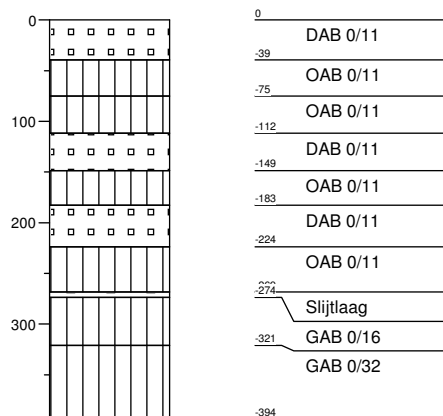 0
0
DAB 0/11
-39
OAB 0/11
-75
OAB 0/11
100
-112
DAB 0/11
-149
OAB 0/11
-183
DAB 0/11
200
-224
OAB 0/11
-274
Slijtlaag
300
-321
GAB 0/16
GAB 0/32
-394